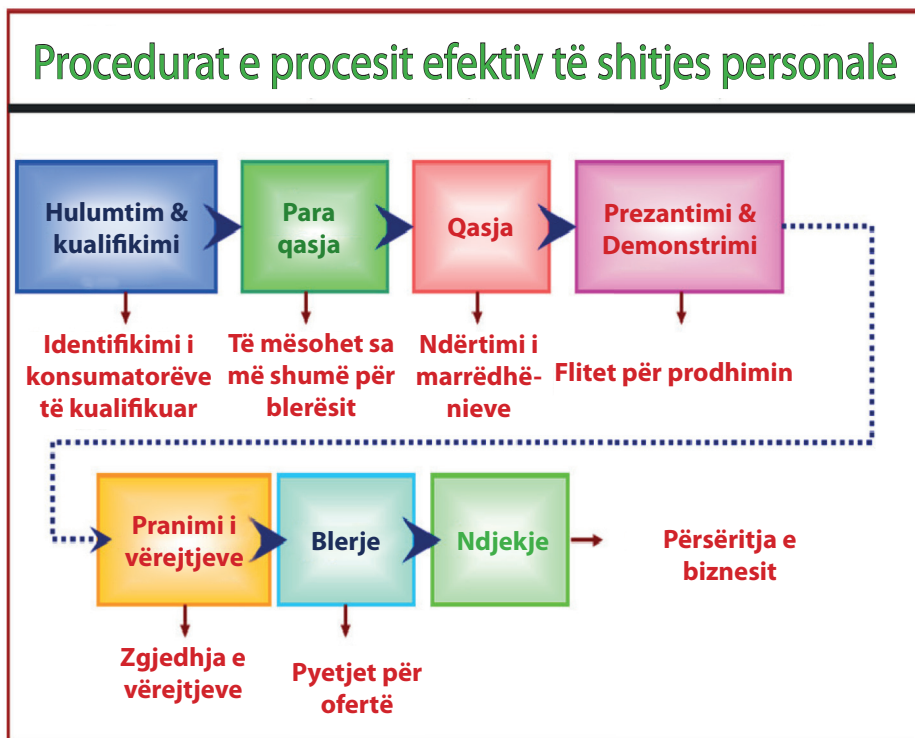 Procedurat e procesit efektiv të shitjes personale
Hulumtim &
kualifikimi
Para
qasja
Qasja
Prezantimi &
Demonstrimi
Identifikimi i
konsumatorëve
të kualifikuar
Të mësohet sa
më shumë për
blerësit
Ndërtimi i
marrëdhë-
nieve
Flitet për prodhimin
Pranimi i
vërejtjeve
Blerje
Ndjekje
Përsëritja e
biznesit
Zgjedhja e
vërejtjeve
Pyetjet për
ofertë